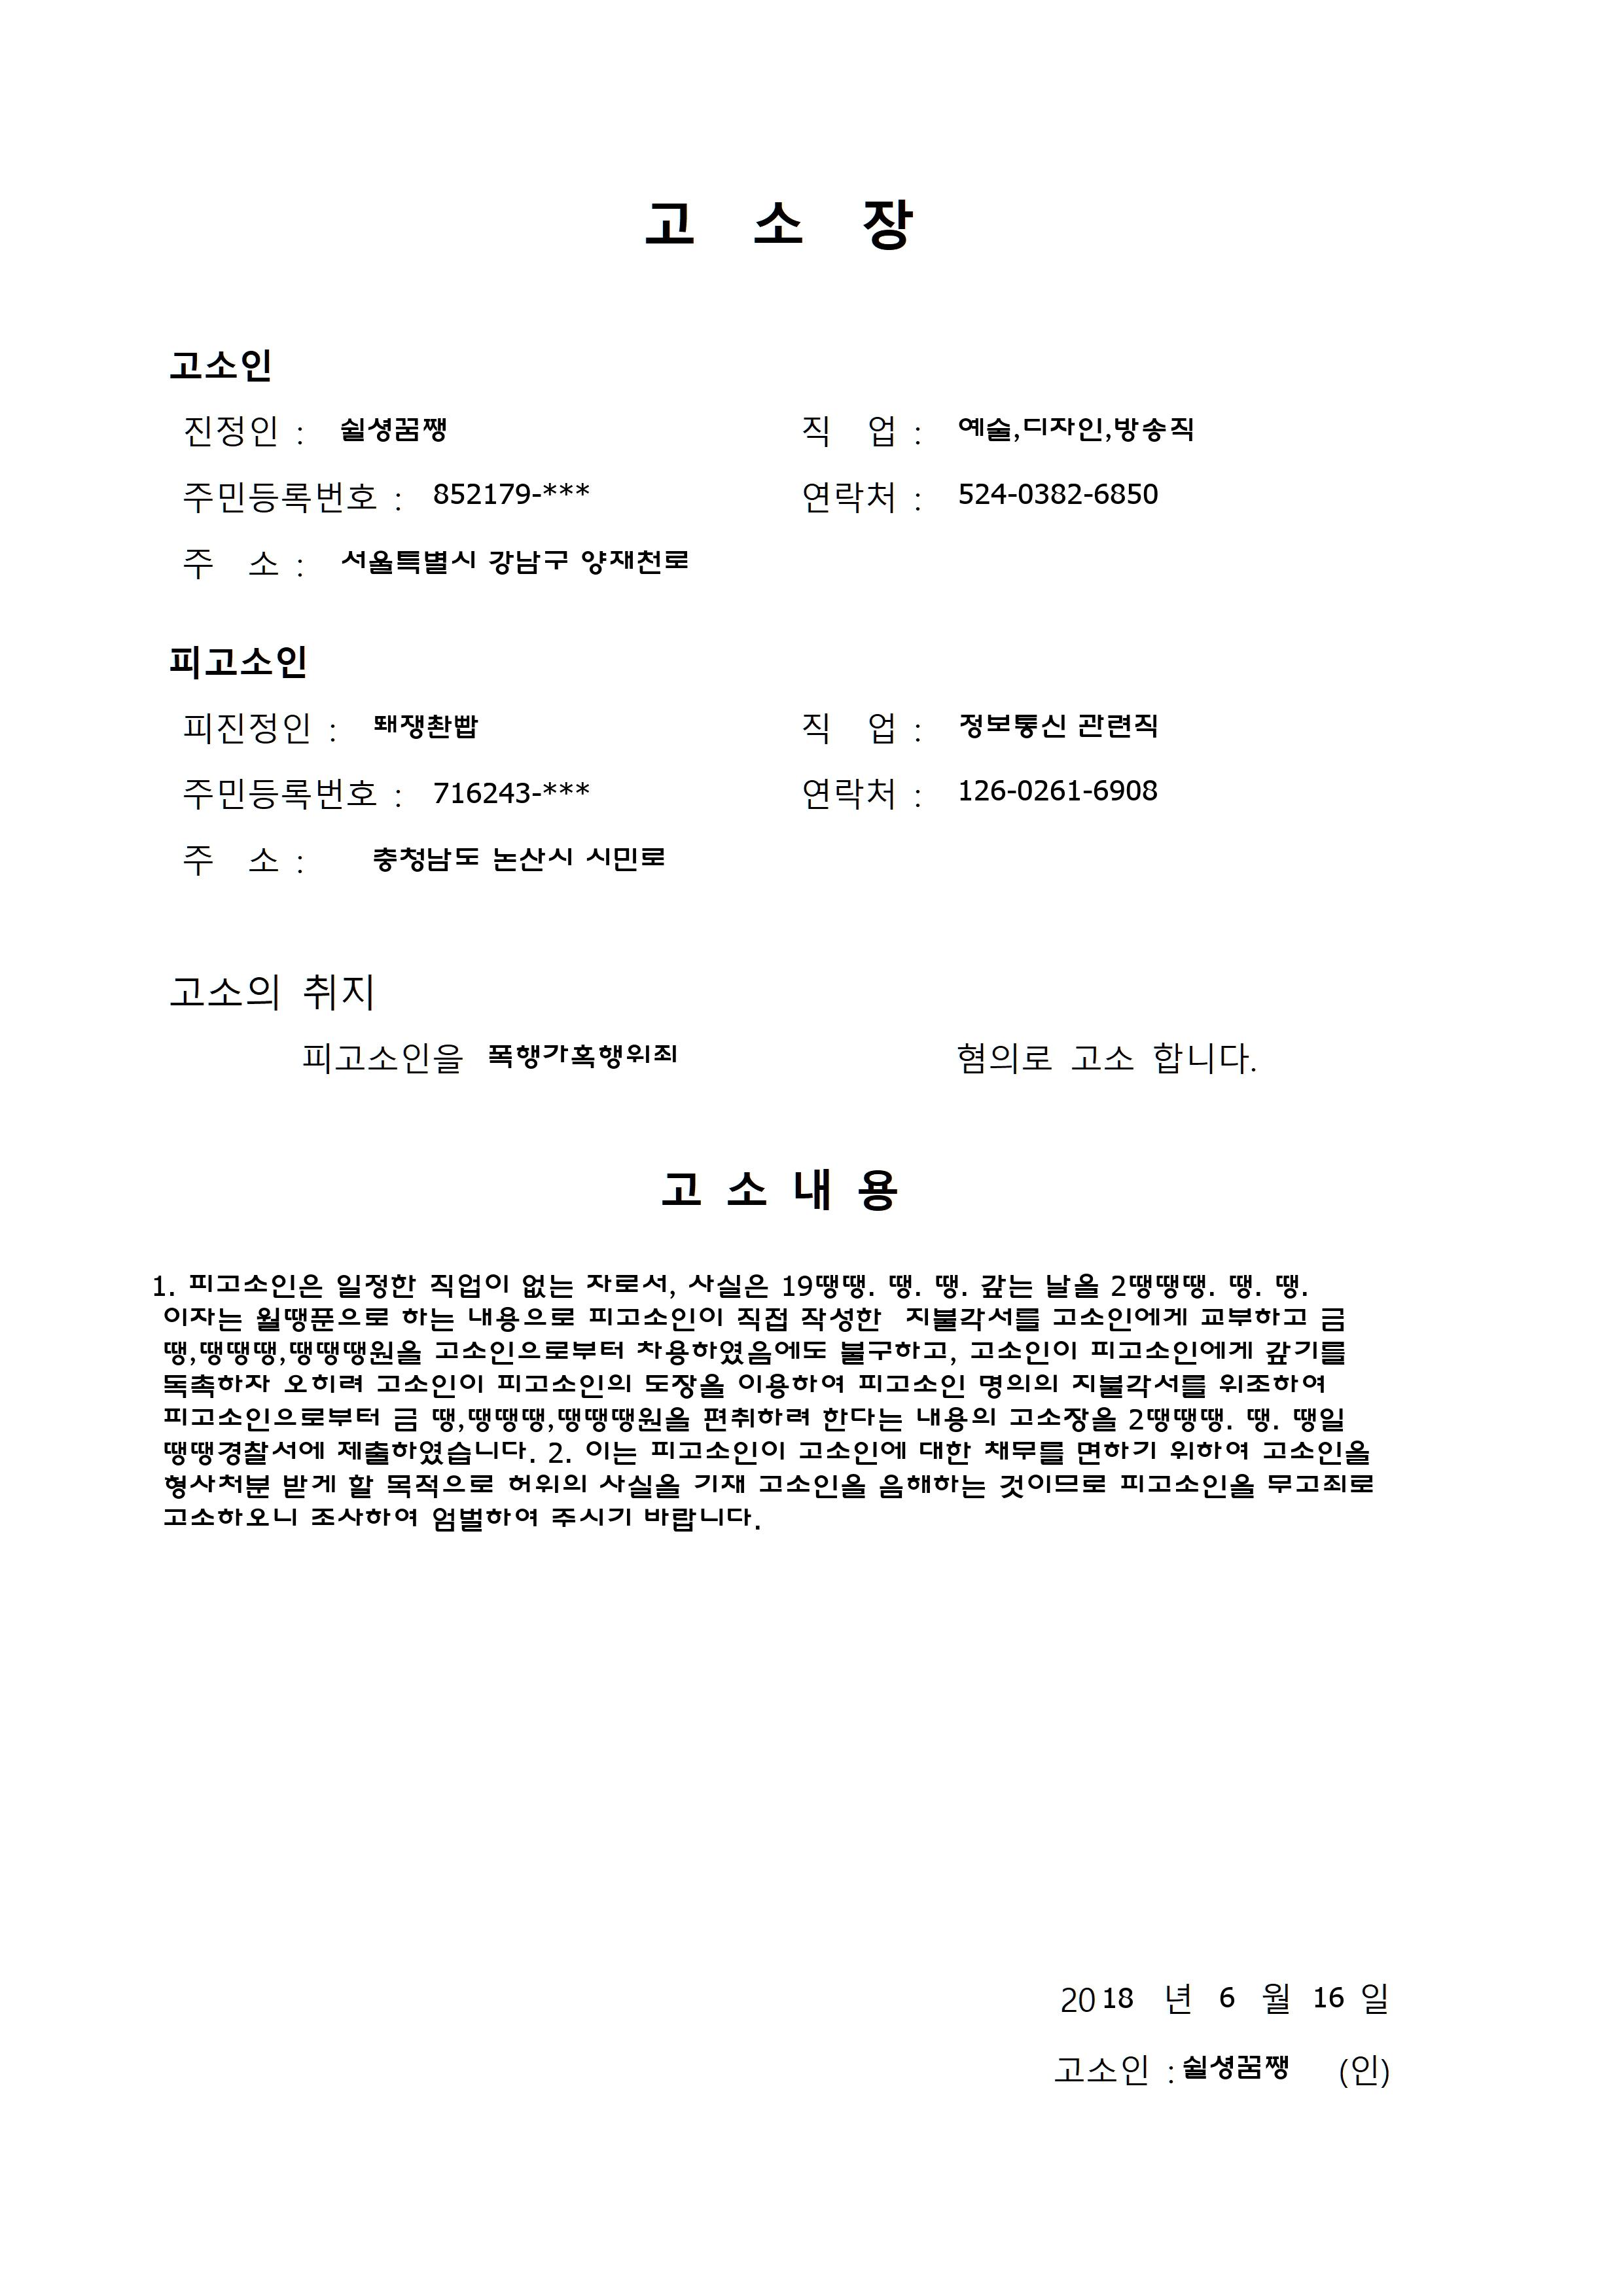 고 소 장
고소인
진정인 : 쉴셩꿈쨍 직 업 : 예술,디자인,방송직
주민등록번호 : 852179-*** 연락처 : 524-0382-6850
주 소 : 서울특별시 강남구 양재천로
피고소인
피진정인 : 퇘쟁촨빱 직 업 : 정보통신 관련직
주민등록번호 : 716243-*** 연락처 : 126-0261-6908
주 소 : 충청남도 논산시 시민로
고소의 취지
피고소인을 폭행가혹행위죄 혐의로 고소 합니다.
고 소 내 용
1. 피고소인은 일정한 직업이 없는 자로서, 사실은 19땡땡. 땡. 땡. 갚는 날을 2땡땡땡. 땡. 땡.
이자는 월땡푼으로 하는 내용으로 피고소인이 직접 작성한 지불각서를 고소인에게 교부하고 금
땡,땡땡땡,땡땡땡원을 고소인으로부터 차용하였음에도 불구하고, 고소인이 피고소인에게 갚기를
독촉하자 오히려 고소인이 피고소인의 도장을 이용하여 피고소인 명의의 지불각서를 위조하여
피고소인으로부터 금 땡,땡땡땡,땡땡땡원을 편취하려 한다는 내용의 고소장을 2땡땡땡. 땡. 땡일
땡땡경찰서에 제출하였습니다. 2. 이는 피고소인이 고소인에 대한 채무를 면하기 위하여 고소인을
형사처분 받게 할 목적으로 허위의 사실을 기재 고소인을 음해하는 것이므로 피고소인을 무고죄로
고소하오니 조사하여 엄벌하여 주시기 바랍니다.
2018 년 6 월 16 일
고소인 : 쉴셩꿈쨍 (인)